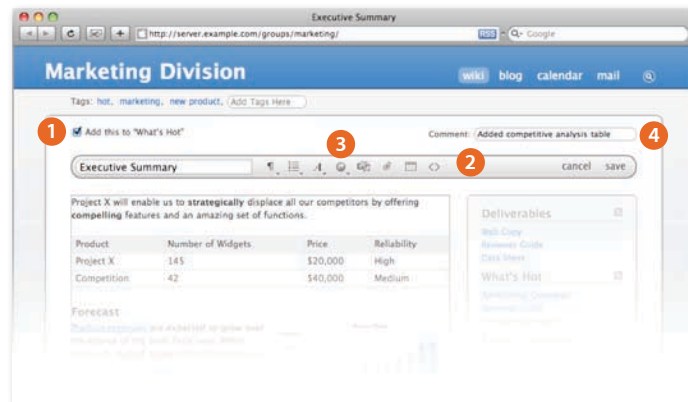 Executive Summary
http://server.example.com/groups/marketing/
RSS
Q- Google
Marketing Division
wiki blog calendar mail
Tags: hot, marketing, new product, Add Tags Here
1
Add this to "What's Hot"
Comment: Added competitive analysis table
4
3
2
Executive Summary
cancel save
Project X will enable us to strategically displace all our competitors by offering
compelling features and an amazing set of functions.
Product Number of Widgets Price Reliability
Project X 145 $20,000 High
Competition 42 $40,000 Medium
Forecast
Deliverables
Web Copy
Reviewer Guide
Data Sheet
What's Hot